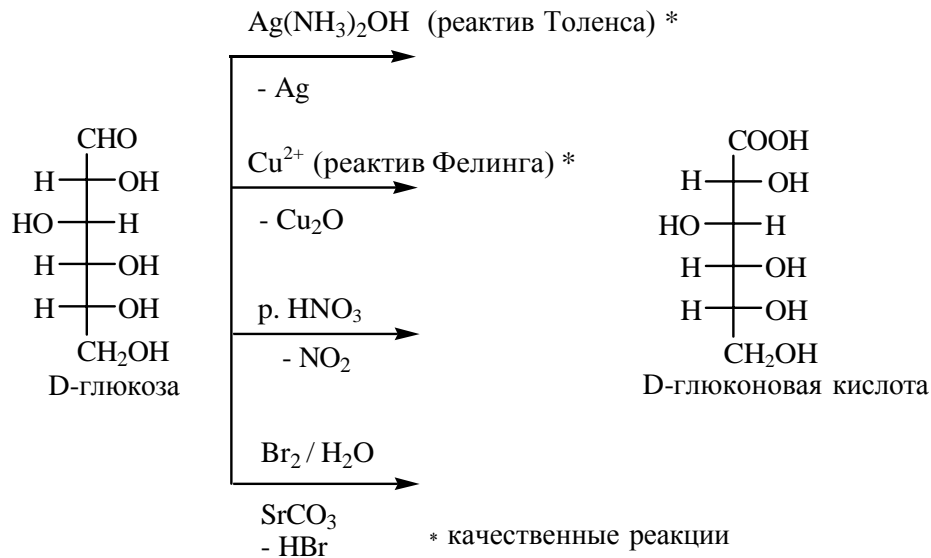 Ag(NH₃)₂OH (реактив Толенса) *
- Ag
CHO
H OH
HO H
H OH
H OH
CH₂OH
D-глюкоза
Cu²⁺ (реактив Фелинга) *
- Cu₂O
р. HNO₃
- NO₂
Br₂ / H₂O
SrCO₃
- HBr
COOH
H OH
HO H
H OH
H OH
CH₂OH
D-глюконовая кислота
* качественные реакции